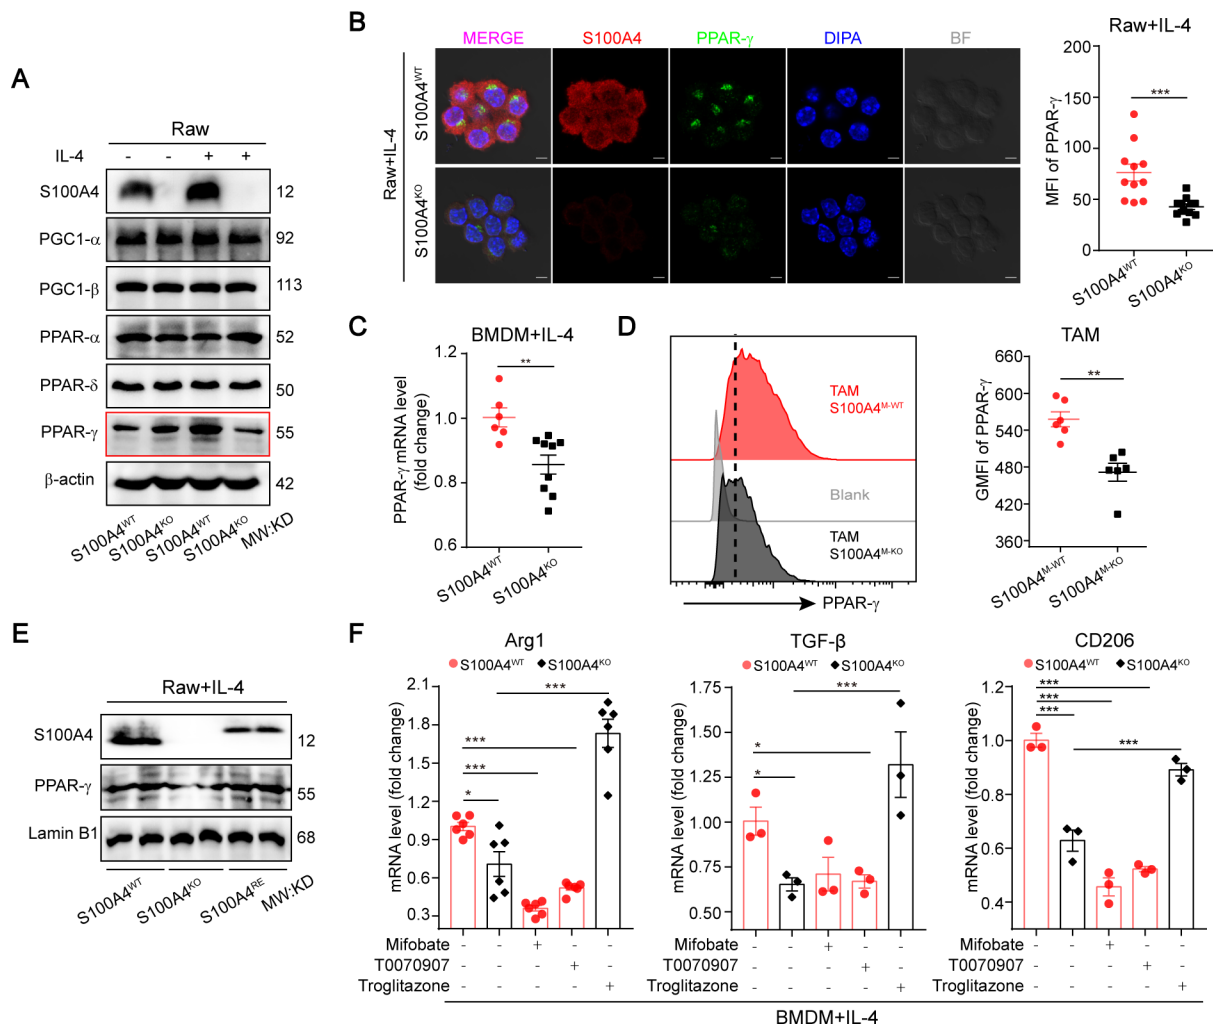 A
Raw
IL-4 - - + +
S100A4 12
PGC1-α 92
PGC1-β 113
PPAR-α 52
PPAR-δ 50
PPAR-γ 55
β-actin 42
S100A4WT S100A4KO S100A4WT S100A4KO MW:KD
B
MERGE S100A4 PPAR-γ DIPA BF
Raw+IL-4
S100A4WT
S100A4KO
Raw+IL-4
***
MFI of PPAR-γ
200
150
100
50
0
S100A4WT S100A4KO
C
BMDM+IL-4
**
PPAR-γ mRNA level
(fold change)
1.2
1.0
0.8
0.6
S100A4WT S100A4KO
D
TAM
S100A4M-WT
Blank
TAM
S100A4M-KO
PPAR-γ
TAM
**
GMFI of PPAR-γ
660
600
540
480
420
360
S100A4M-WT S100A4M-KO
E
Raw+IL-4
S100A4 12
PPAR-γ 55
Lamin B1 68
S100A4WT S100A4KO S100A4RE MW:KD
F
Arg1
S100A4WT S100A4KO
mRNA level (fold change)
2.1
1.8
1.5
1.2
0.9
0.6
0.3
***
***
***
*
Mifobate - - + - -
T0070907 - - - + -
Troglitazone - - - - +
TGF-β
S100A4WT S100A4KO
mRNA level (fold change)
1.75
1.50
1.25
1.00
0.75
0.50
***
*
*
Mifobate - - + - -
T0070907 - - - + -
Troglitazone - - - - +
CD206
S100A4WT S100A4KO
mRNA level (fold change)
1.2
1.0
0.8
0.6
0.4
***
***
***
***
Mifobate - - + - -
T0070907 - - - + -
Troglitazone - - - - +
BMDM+IL-4